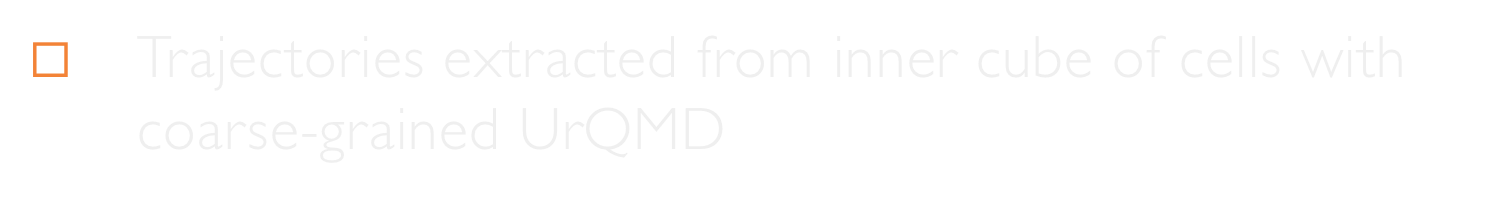 Trajectories extracted from inner cube of cells with
coarse-grained UrQMD